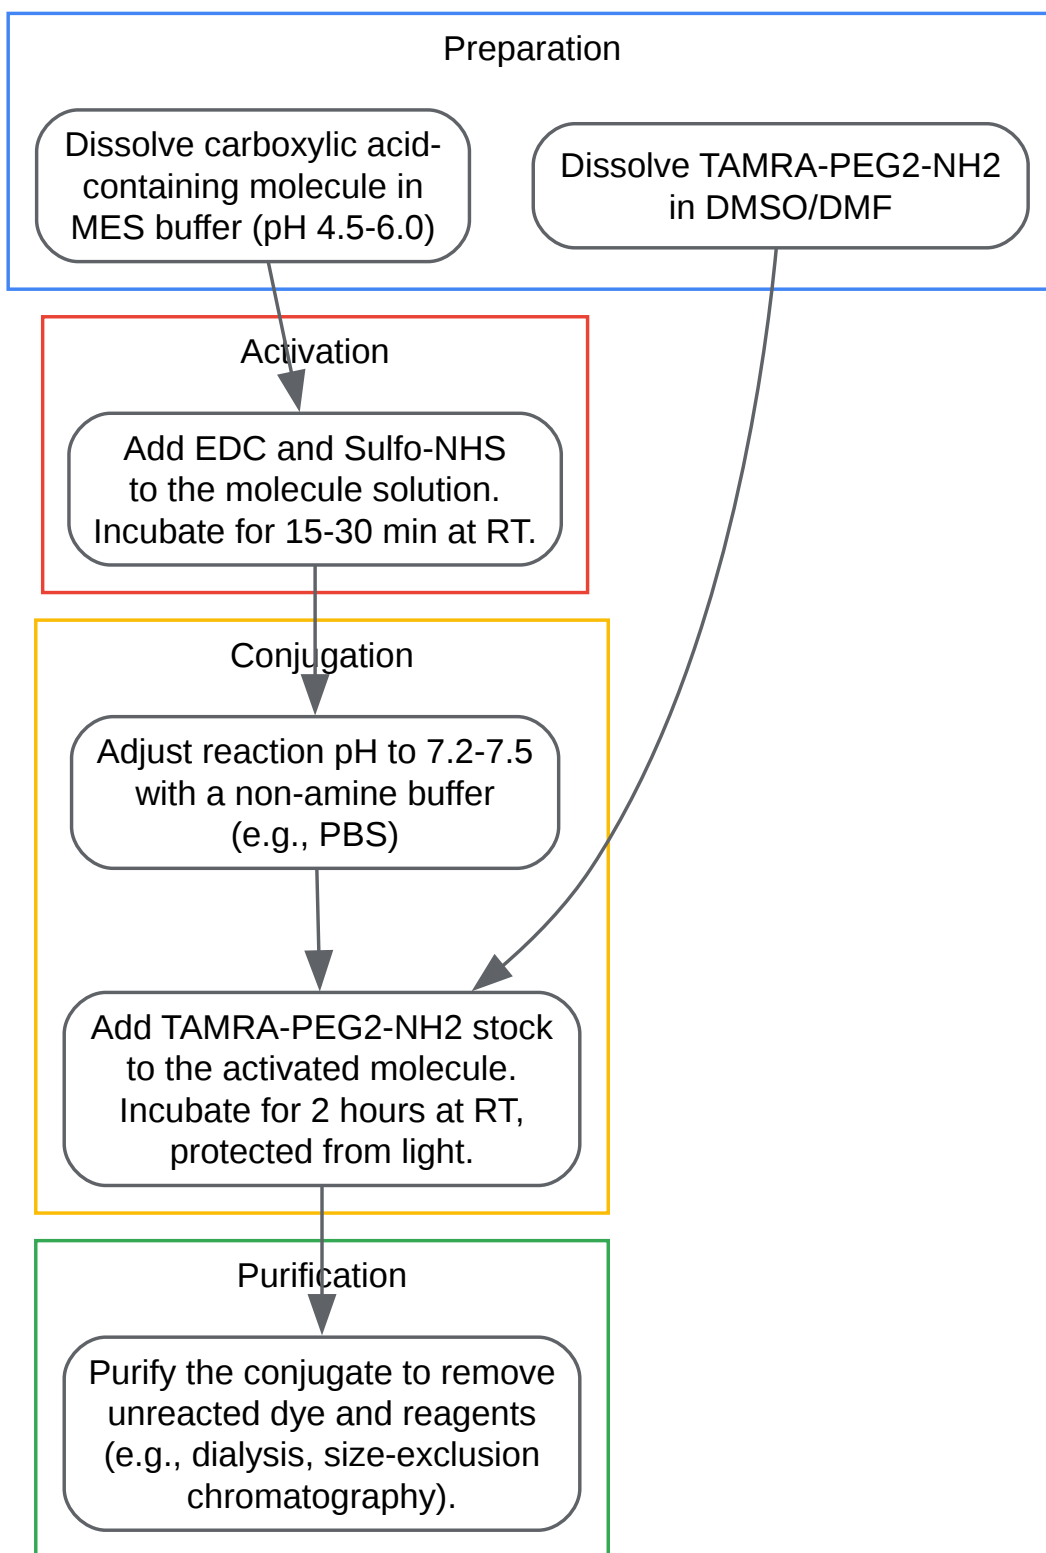 Preparation
Dissolve carboxylic acid-
containing molecule in
MES buffer (pH 4.5-6.0)
Dissolve TAMRA-PEG2-NH2
in DMSO/DMF
Activation
Add EDC and Sulfo-NHS
to the molecule solution.
Incubate for 15-30 min at RT.
Conjugation
Adjust reaction pH to 7.2-7.5
with a non-amine buffer
(e.g., PBS)
Add TAMRA-PEG2-NH2 stock
to the activated molecule.
Incubate for 2 hours at RT,
protected from light.
Purification
Purify the conjugate to remove
unreacted dye and reagents
(e.g., dialysis, size-exclusion
chromatography).